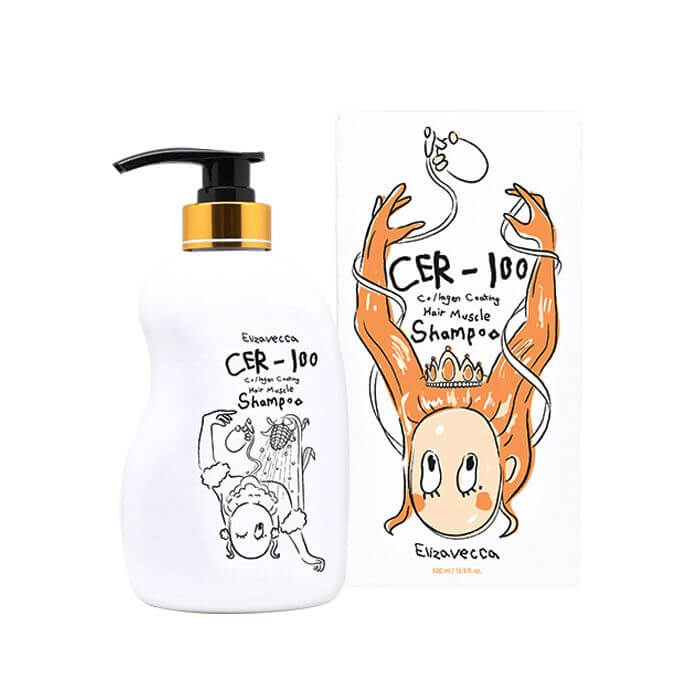 Elizavecca
CER-100
Collagen Coating
Hair Muscle
Shampoo
CER-100
Collagen Coating
Hair Muscle
Shampoo
Elizavecca
500 ml / 16.9 fl. oz.